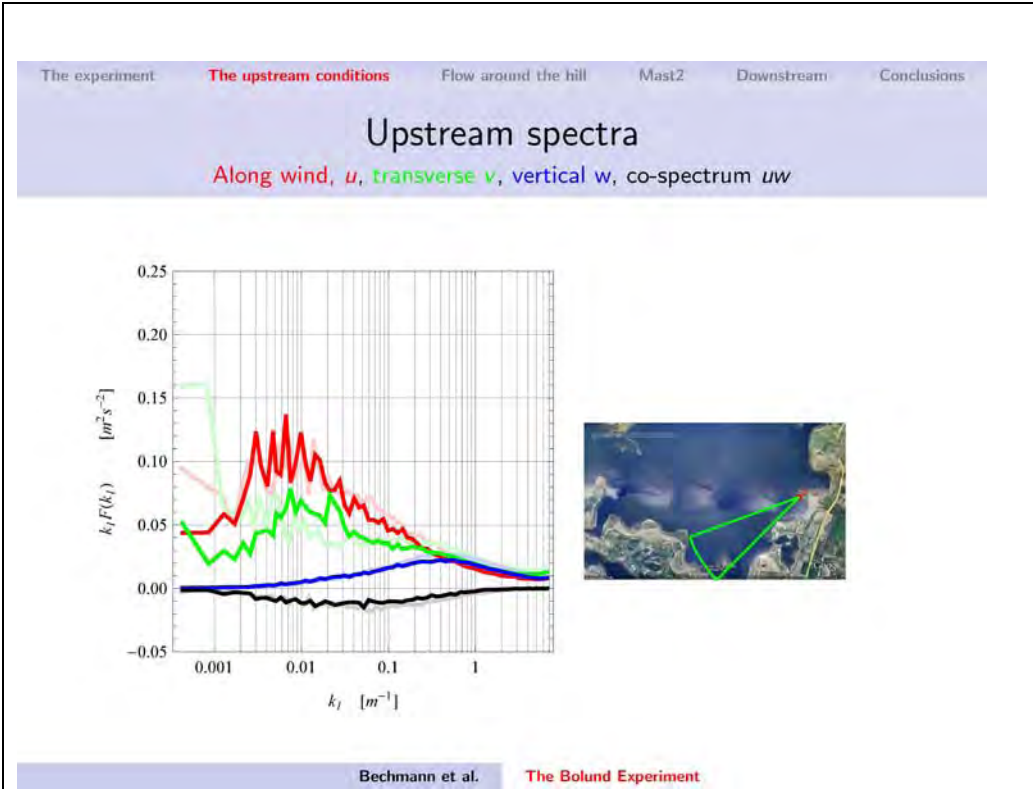 The experiment The upstream conditions Flow around the hill Mast2 Downstream Conclusions
Upstream spectra
Along wind, u, transverse v, vertical w, co-spectrum uw
0.25
0.20
0.15
0.10
0.05
0.00
−0.05
k₁F(k₁) [m²s⁻²]
0.001 0.01 0.1 1
k₁ [m⁻¹]
Bechmann et al. The Bolund Experiment